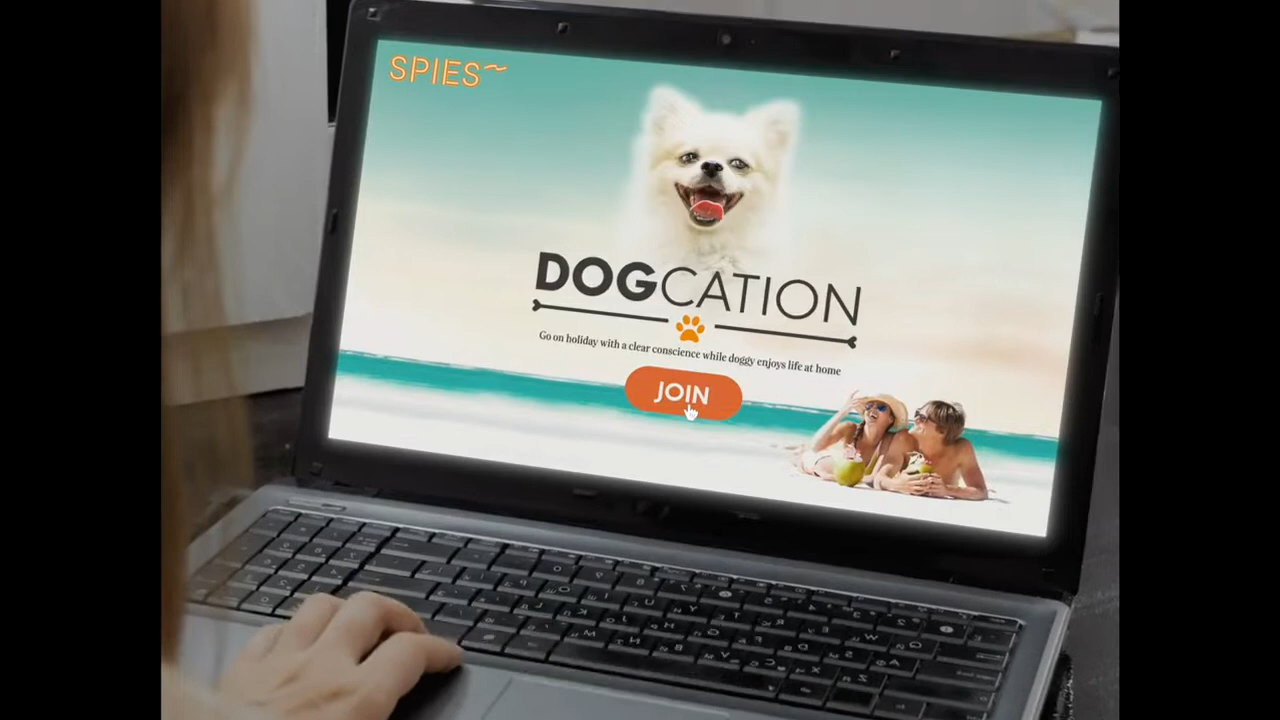 SPIES
DOGCATION
Go on holiday with a clear conscience while doggy enjoys life at home
JOIN